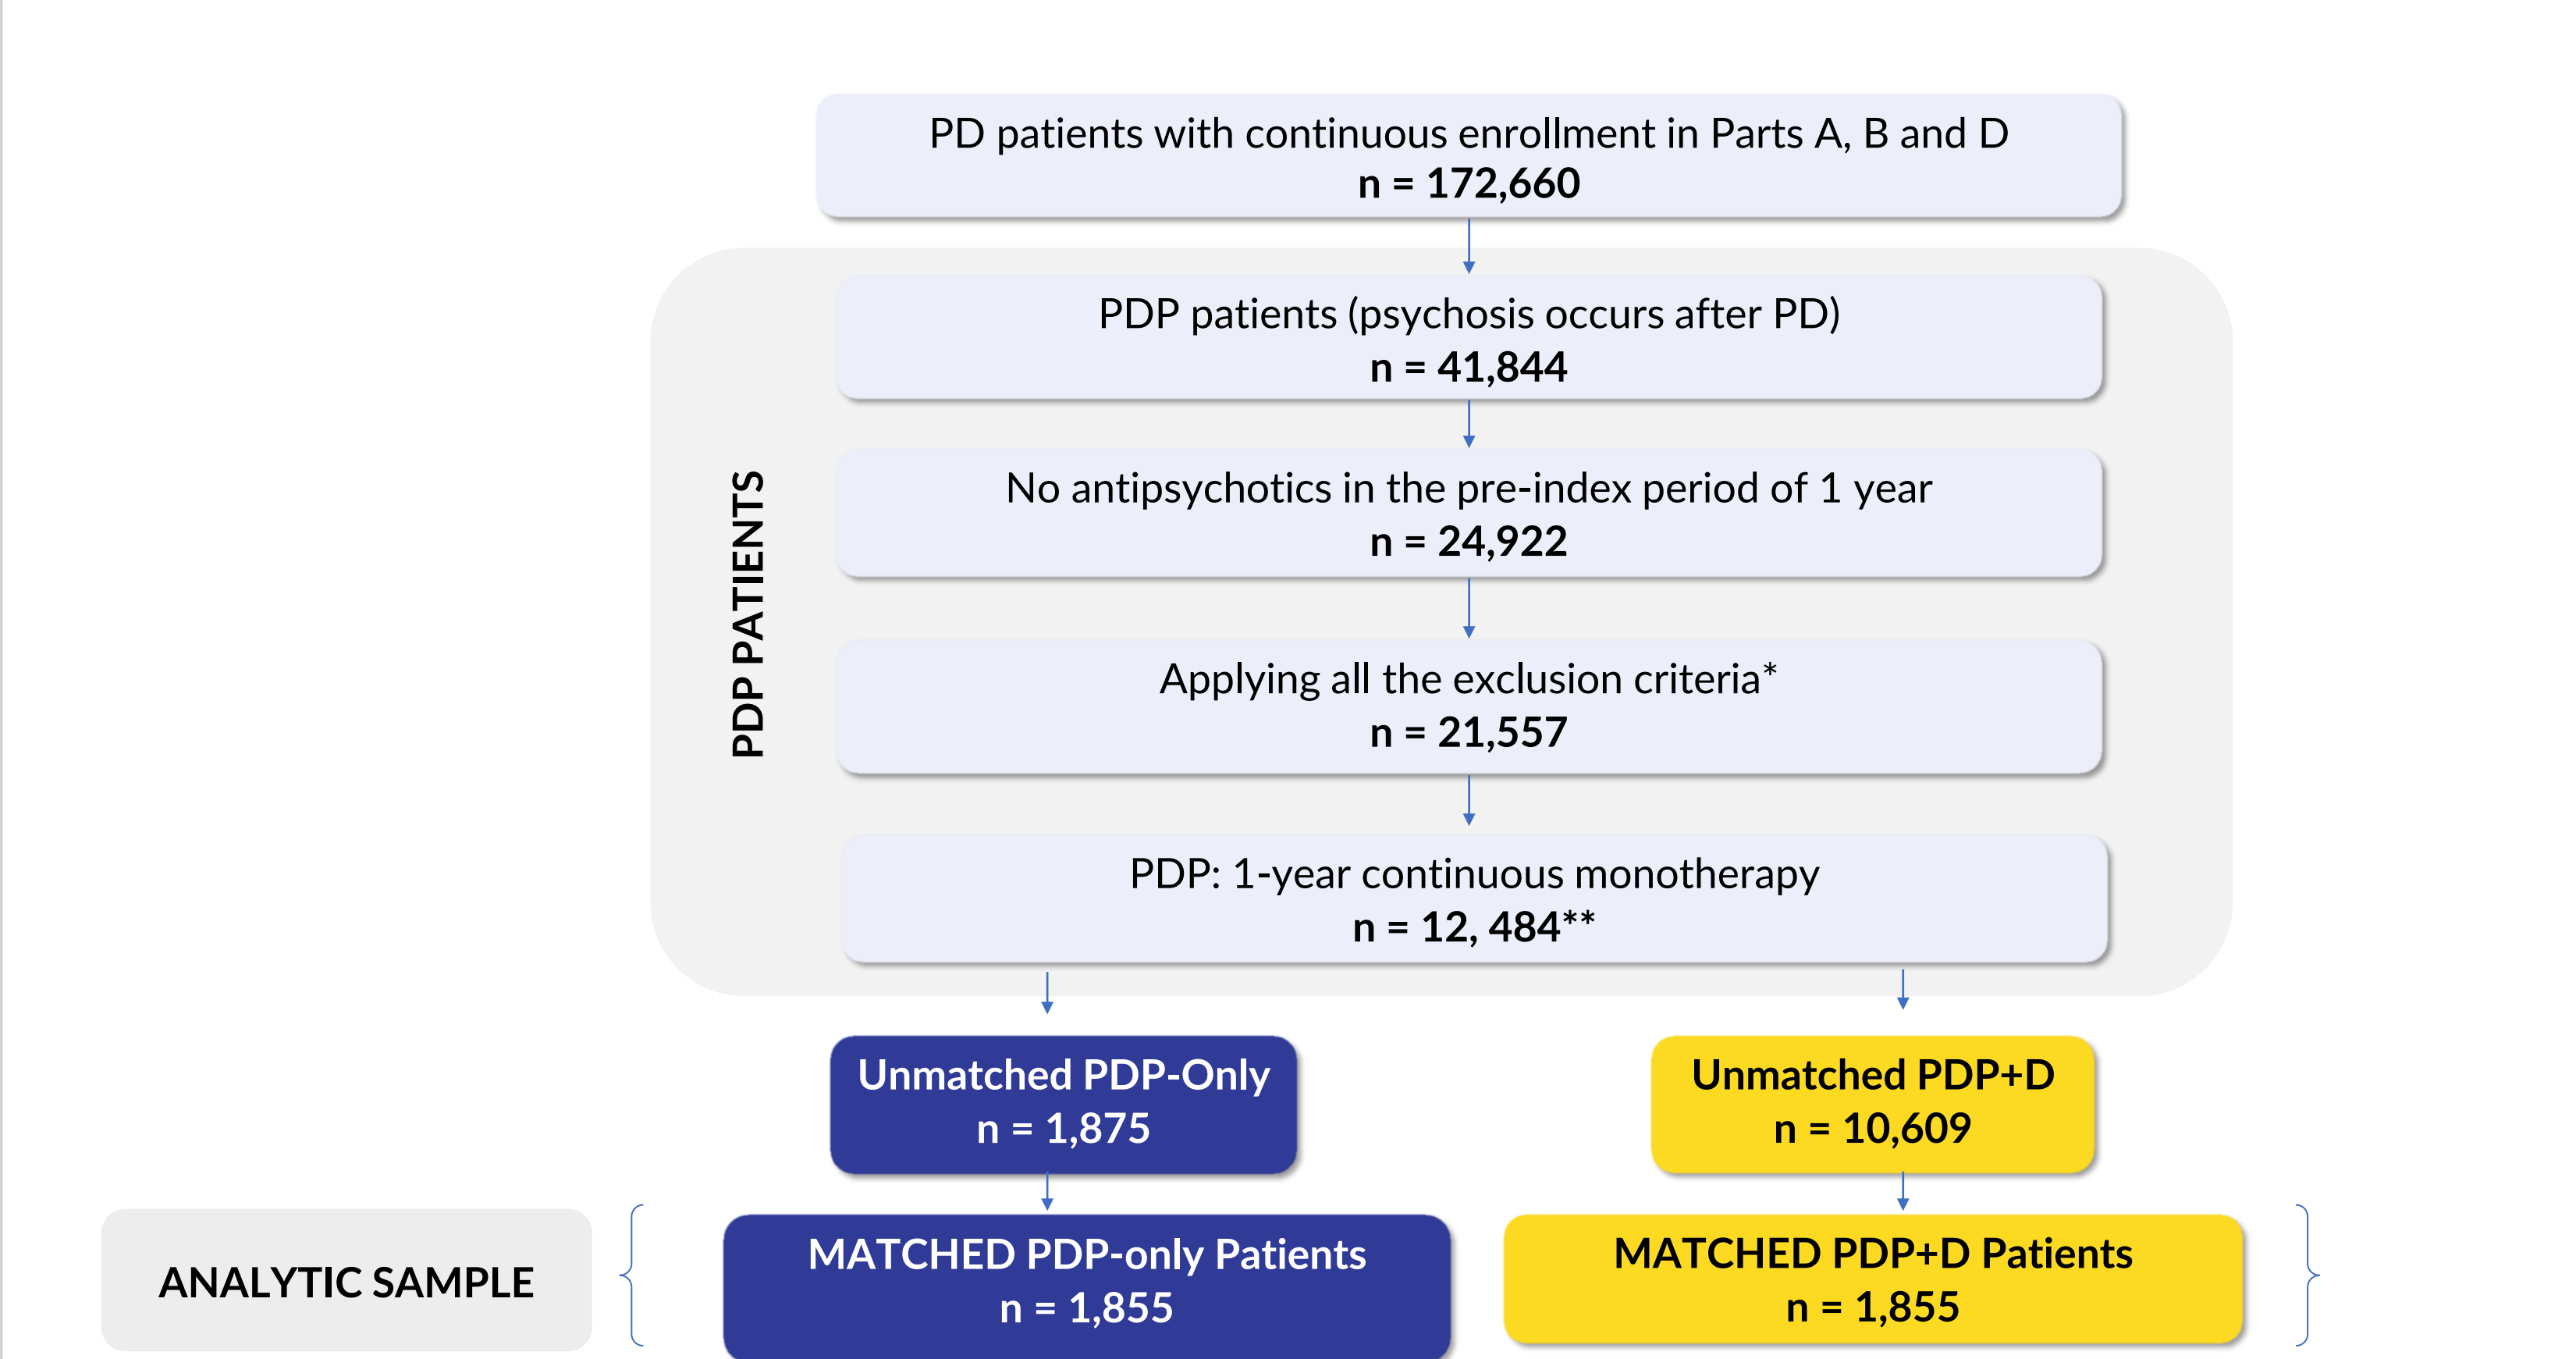 PD patients with continuous enrollment in Parts A, B and D
n = 172,660
PDP patients (psychosis occurs after PD)
n = 41,844
No antipsychotics in the pre-index period of 1 year
n = 24,922
PDP PATIENTS
Applying all the exclusion criteria*
n = 21,557
PDP: 1-year continuous monotherapy
n = 12, 484**
Unmatched PDP-Only
n = 1,875
Unmatched PDP+D
n = 10,609
ANALYTIC SAMPLE
MATCHED PDP-only Patients
n = 1,855
MATCHED PDP+D Patients
n = 1,855